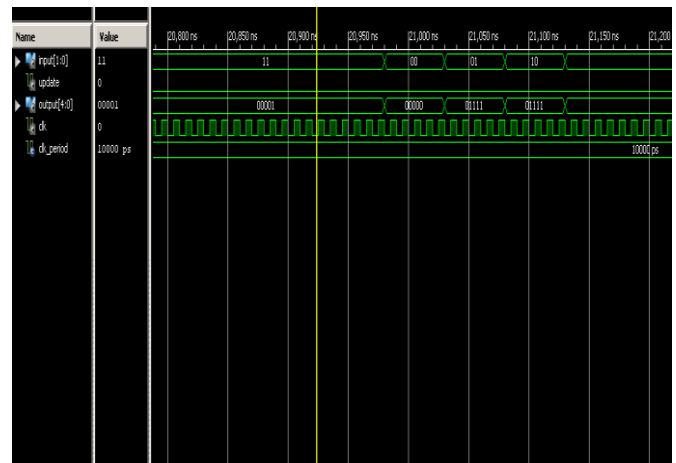 Name Value 20,800 ns 20,850 ns 20,900 ns 20,950 ns 21,000 ns 21,050 ns 21,100 ns 21,150 ns 21,200
input[1:0] 11 11 00 01 10
update 0
output[4:0] 00001 00001 00000 01111 01111
clk 0
clk_period 10000 ps 10000 ps